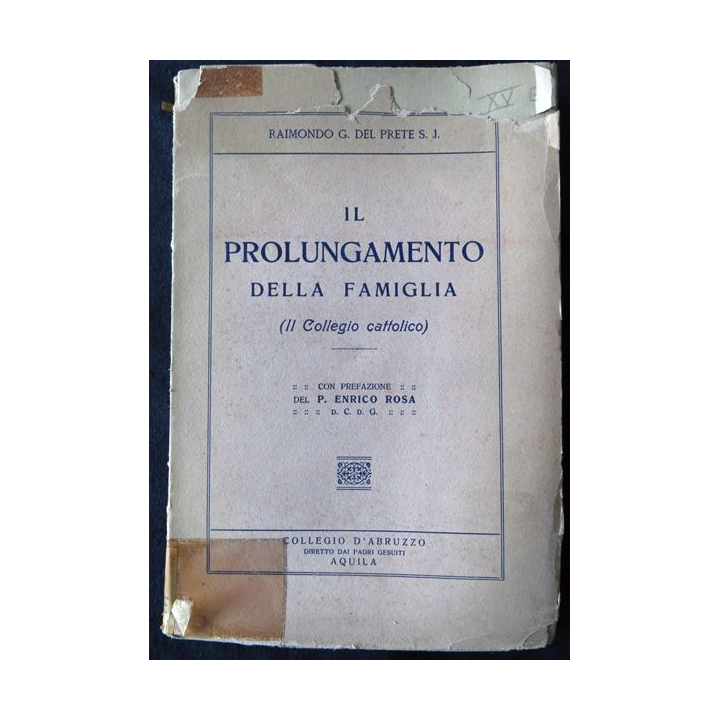 XV E
RAIMONDO G. DEL PRETE S. J.
IL
PROLUNGAMENTO
DELLA FAMIGLIA
(Il Collegio cattolico)
:: :: CON PREFAZIONE :: ::
DEL P. ENRICO ROSA
:: :: :: D. C. D. G. :: :: ::
COLLEGIO D'ABRUZZO
DIRETTO DAI PADRI GESUITI
AQUILA